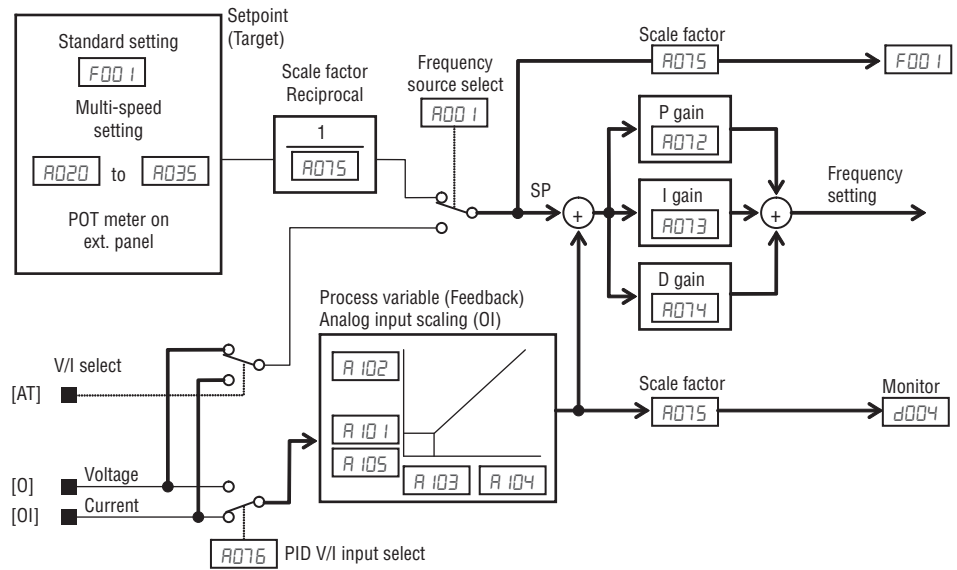 Setpoint
(Target)
Standard setting
F001
Multi-speed
setting
A020 to A035
POT meter on
ext. panel
Scale factor
Reciprocal
1
A075
Frequency
source select
A001
Scale factor
A075
F001
P gain
A072
SP
+
I gain
A073
+
Frequency
setting
D gain
A074
Process variable (Feedback)
Analog input scaling (OI)
A102
A101
A105
A103
A104
Scale factor
A075
Monitor
d004
V/I select
[AT]
[O]
Voltage
[OI]
Current
A076
PID V/I input select